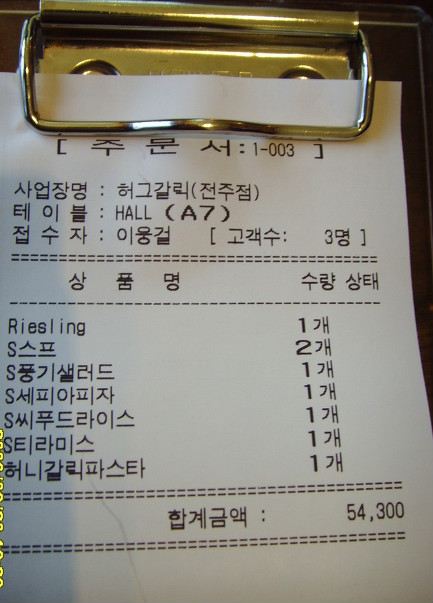 [ 주 문 서:1-003 ]
사업장명 : 허그갈릭(전주점)
테 이 블 : HALL (A7)
접 수 자 : 이웅걸 [ 고객수: 3명 ]
상 품 명 수량 상태
Riesling 1개
S스프 2개
S풍기샐러드 1개
S세피아피자 1개
S씨푸드라이스 1개
S티라미스 1개
허니갈릭파스타 1개
합계금액 : 54,300